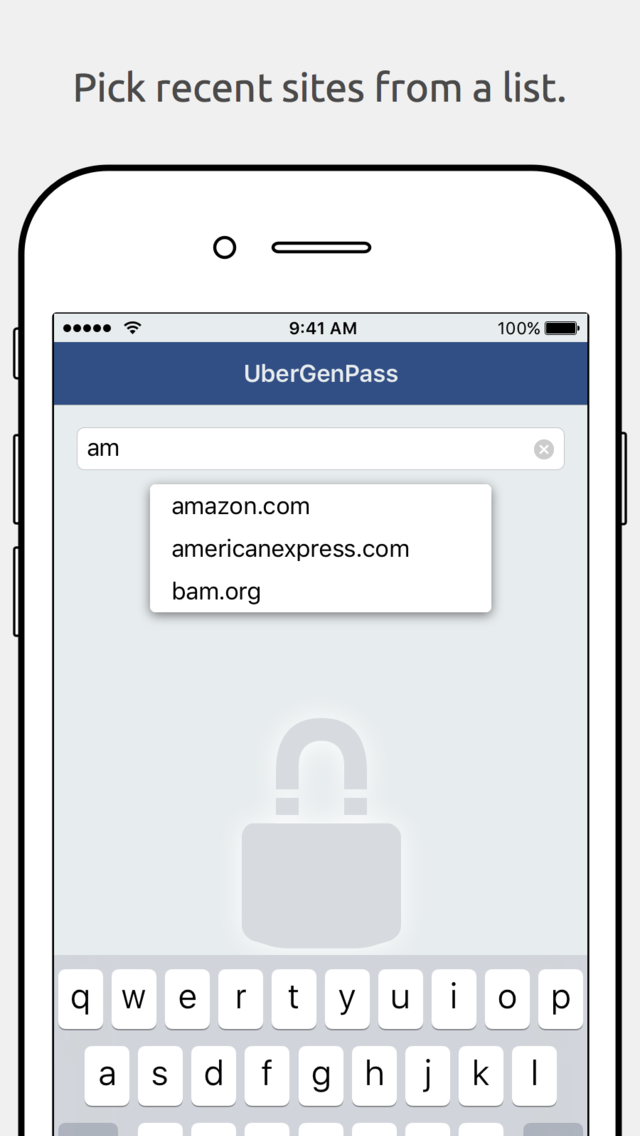 Pick recent sites from a list.
9:41 AM
100%
UberGenPass
am
amazon.com
americanexpress.com
bam.org
q w e r t y u i o p
a s d f g h j k l